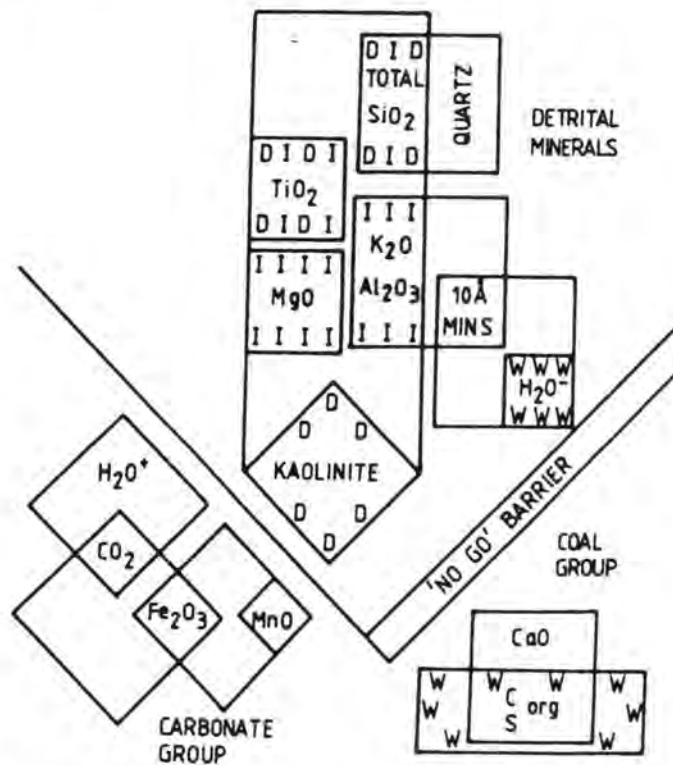 D I D
TOTAL
SiO₂
D I D
QUARTZ
DETRITAL
MINERALS
D I D I
TiO₂
D I D I
I I I
K₂O
Al₂O₃
I I I
I I I I
MgO
I I I I
10Å
MINS
W W W
H₂O⁻
W W W
D
D D
KAOLINITE
D D
D
'NO GO' BARRIER
H₂O⁺
CO₂
Fe₂O₃
MnO
CARBONATE
GROUP
COAL
GROUP
CaO
W W W W
C
S org
W W
W W